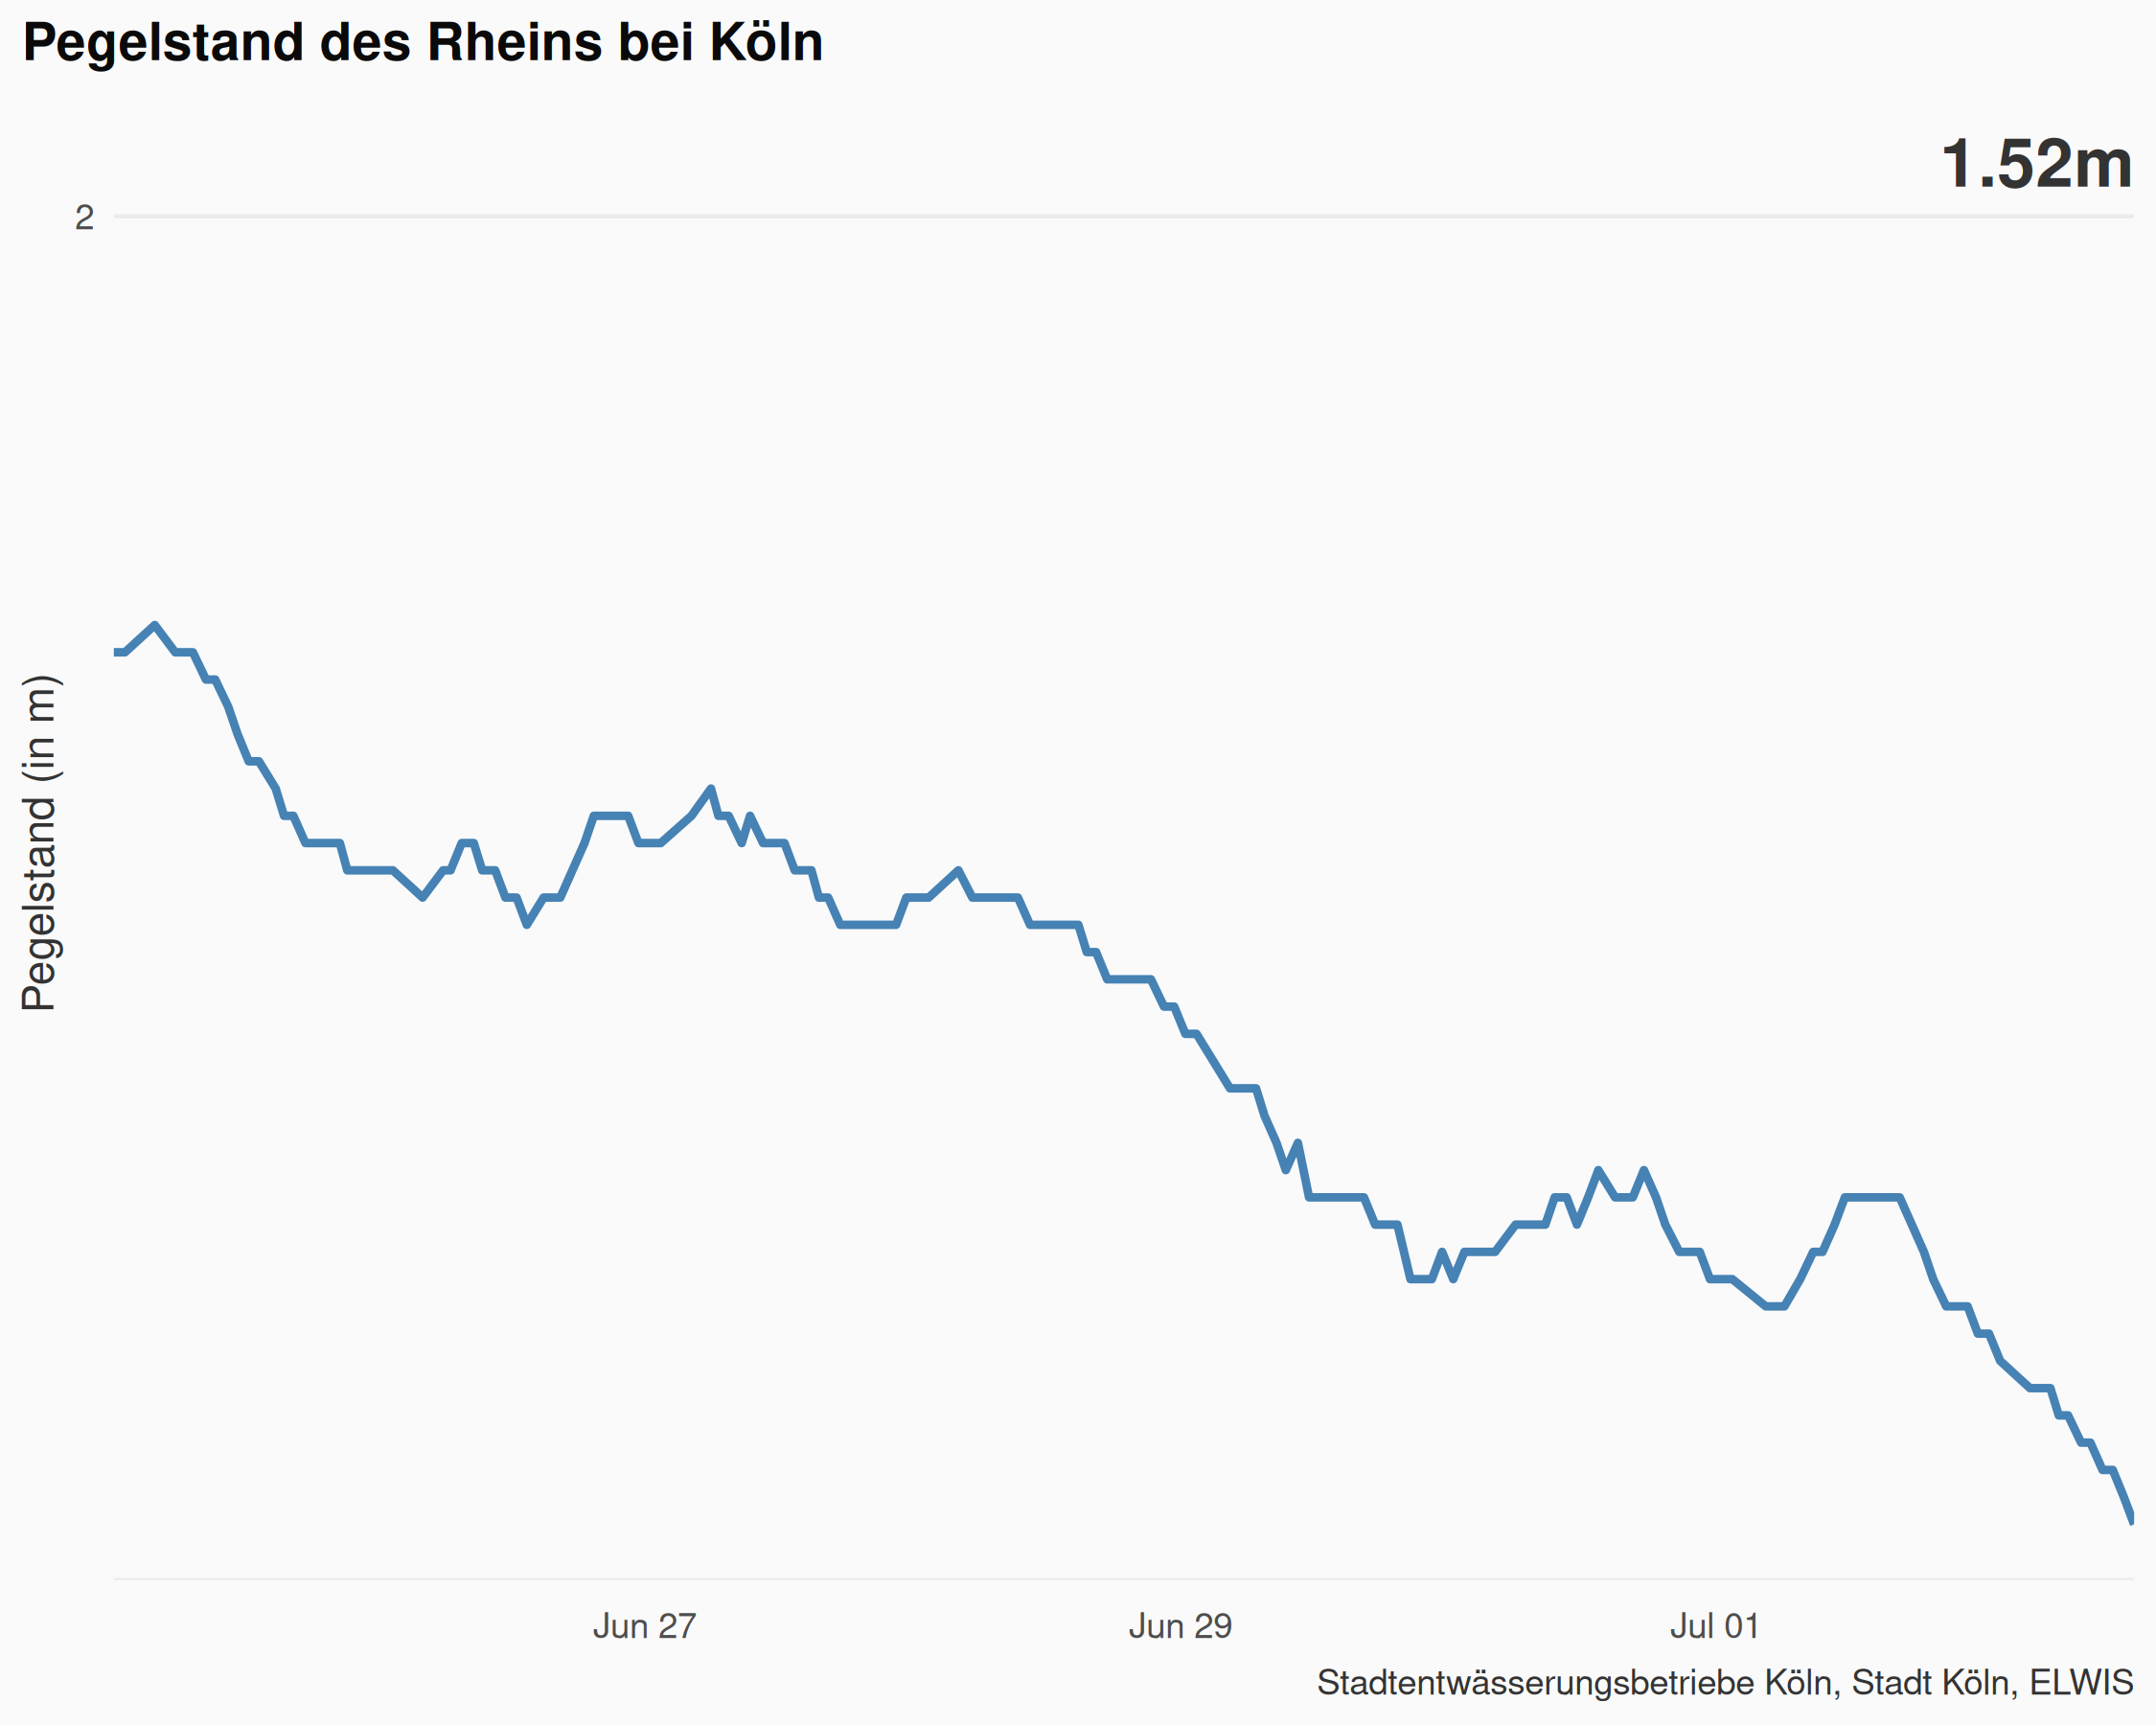 Pegelstand des Rheins bei Köln
1.52m
2
Pegelstand (in m)
Jun 27
Jun 29
Jul 01
Stadtentwässerungsbetriebe Köln, Stadt Köln, ELWIS